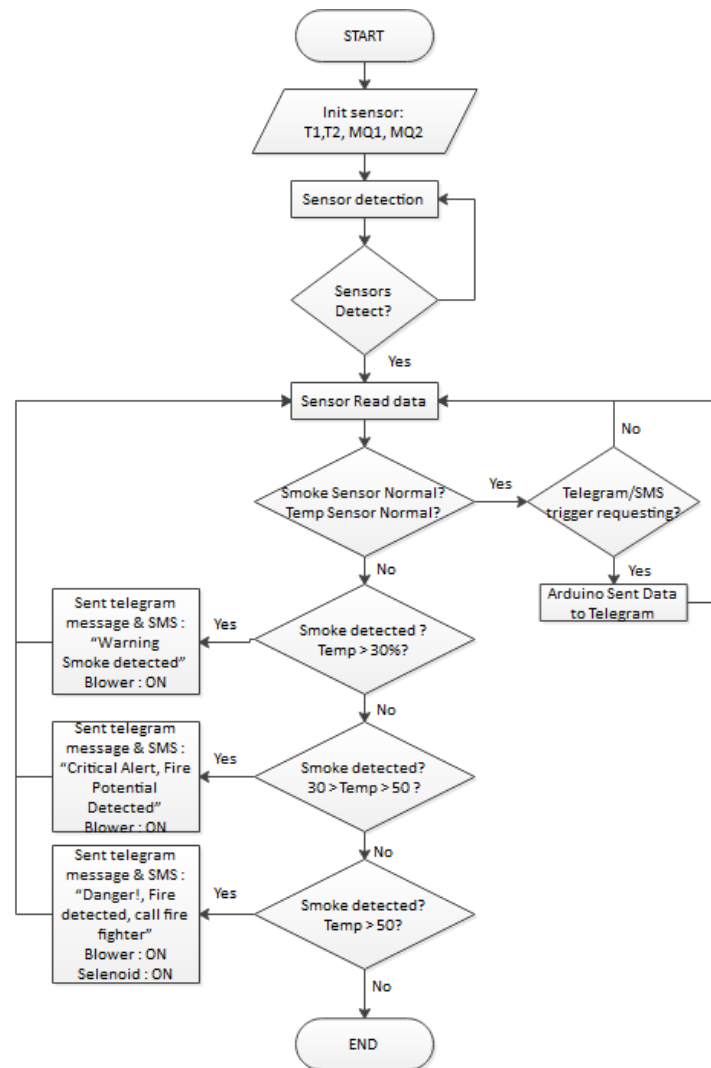 START
Init sensor:
T1,T2, MQ1, MQ2
Sensor detection
Sensors
Detect?
Yes
Sensor Read data
No
Smoke Sensor Normal?
Temp Sensor Normal?
Yes
Telegram/SMS
trigger requesting?
Yes
Arduino Sent Data
to Telegram
No
Smoke detected ?
Temp > 30%?
Yes
Sent telegram
message & SMS :
“Warning
Smoke detected”
Blower : ON
No
Smoke detected?
30 > Temp > 50 ?
Yes
Sent telegram
message & SMS :
“Critical Alert, Fire
Potential
Detected”
Blower : ON
No
Smoke detected?
Temp > 50?
Yes
Sent telegram
message & SMS :
“Danger!, Fire
detected, call fire
fighter”
Blower : ON
Selenoid : ON
No
END